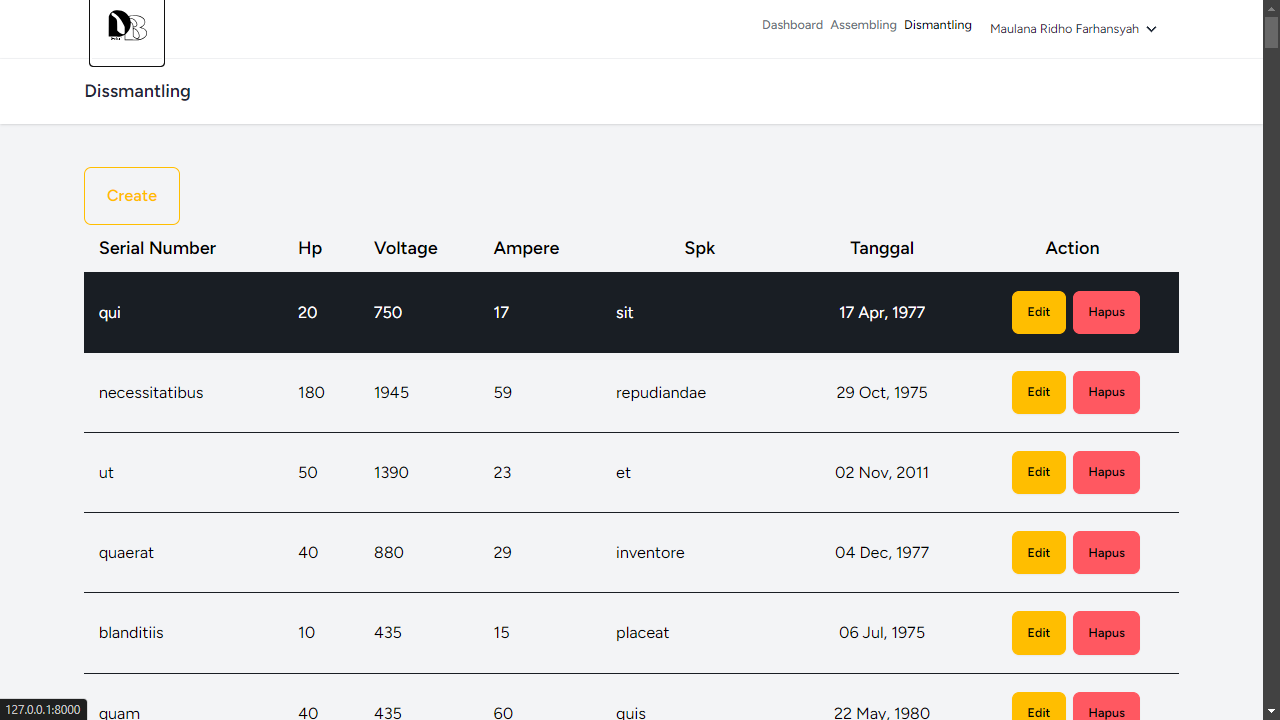 DB
Dashboard Assembling Dismantling Maulana Ridho Farhansyah
Dissmantling
Create
Serial Number Hp Voltage Ampere Spk Tanggal Action
qui 20 750 17 sit 17 Apr, 1977 Edit Hapus
necessitatibus 180 1945 59 repudiandae 29 Oct, 1975 Edit Hapus
ut 50 1390 23 et 02 Nov, 2011 Edit Hapus
quaerat 40 880 29 inventore 04 Dec, 1977 Edit Hapus
blanditiis 10 435 15 placeat 06 Jul, 1975 Edit Hapus
quam 40 435 60 quis 22 May, 1980 Edit Hapus
127.0.0.1:8000